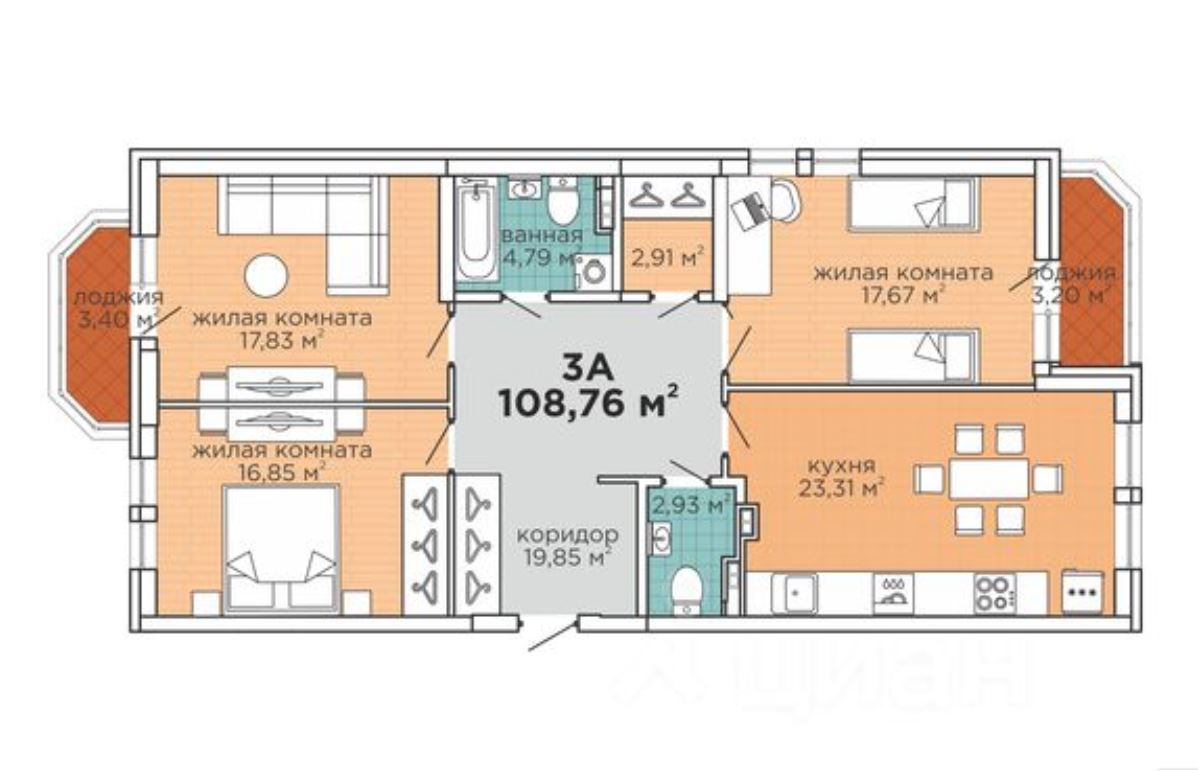 ванная
4,79 м²
2,91 м²
жилая комната
17,67 м²
лоджия
3,20 м²
лоджия
3,40 м²
жилая комната
17,83 м²
3А
108,76 м²
жилая комната
16,85 м²
кухня
23,31 м²
2,93 м²
коридор
19,85 м²
циан